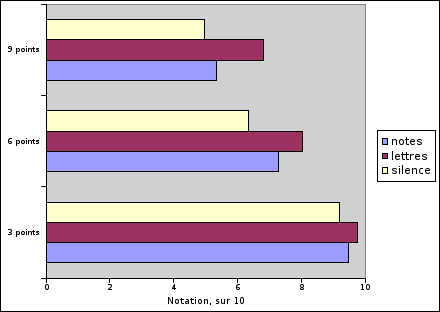 9 points
6 points
3 points
0 2 4 6 8 10
Notation, sur 10
notes
lettres
silence